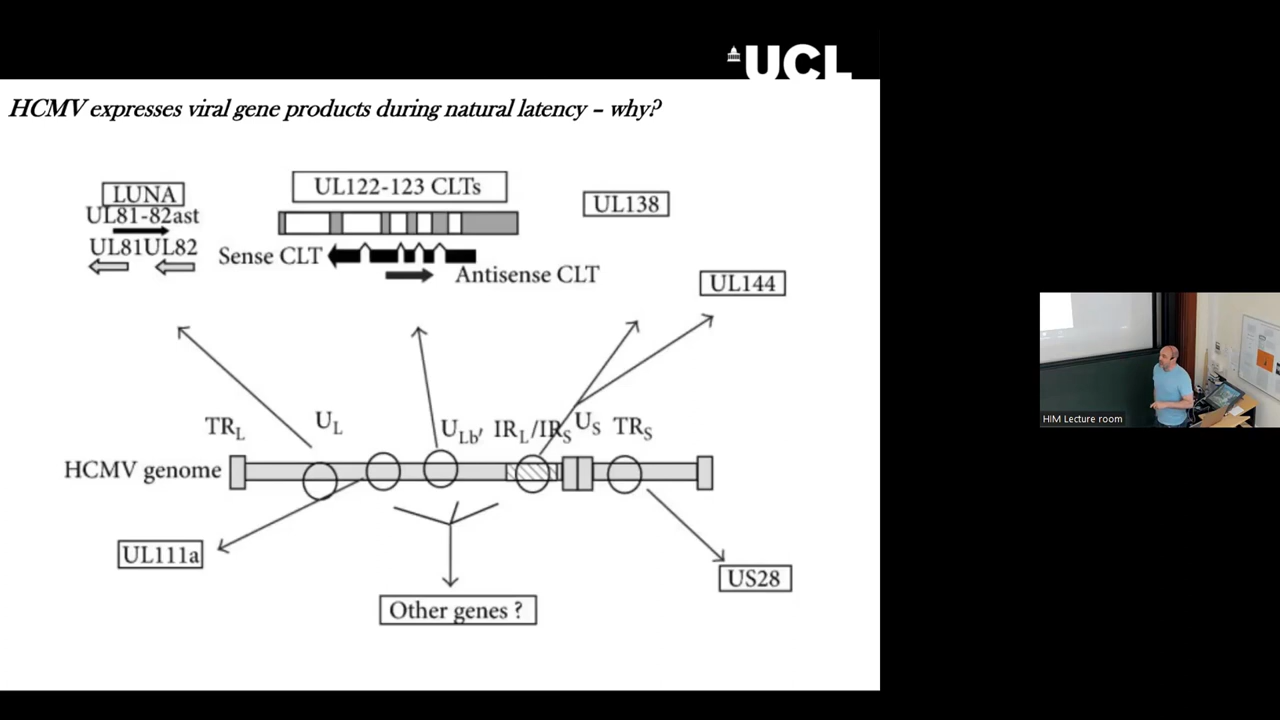 UCL
HCMV expresses viral gene products during natural latency – why?
LUNA
UL81-82ast
UL81UL82
UL122-123 CLTs
Sense CLT
Antisense CLT
UL138
UL144
TRL
UL
ULb'
IRL/IRS
US
TRS
HCMV genome
UL111a
US28
Other genes ?
HIM Lecture room